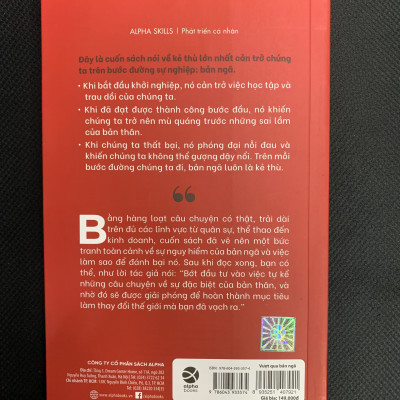 ALPHA SKILLS | Phát triển cá nhân
Đây là cuốn sách nói về kẻ thù lớn nhất cản trở chúng
ta trên bước đường sự nghiệp: bản ngã.
• Khi bắt đầu khởi nghiệp, nó cản trở việc học tập và
trau dồi của chúng ta.
• Khi đã đạt được thành công bước đầu, nó khiến
chúng ta trở nên mù quáng trước những sai lầm
của bản thân.
• Khi chúng ta thất bại, nó phóng đại nỗi đau và
khiến chúng ta không thể gượng dậy nổi. Trên mỗi
bước đường chúng ta đi, bản ngã luôn là kẻ thù.
“
Bằng hàng loạt câu chuyện có thật, trải dài
trên đủ các lĩnh vực từ quân sự, thể thao đến
kinh doanh, cuốn sách đã vẽ nên một bức
tranh toàn cảnh về sự nguy hiểm của bản ngã và việc
làm sao để đánh bại nó. Sau khi đọc xong, bạn có
thể, như lời tác giả nói: “Bớt đầu tư vào việc tự kể
những câu chuyện về sự đặc biệt của bản thân, và
nhờ đó sẽ được giải phóng để hoàn thành mục tiêu
làm thay đổi thế giới mà bạn đã vạch ra.”
CÔNG TY CỔ PHẦN SÁCH ALPHA
alpha
books
Vượt qua bản ngã
8 935251 407921
Giá bìa: 149.000đ